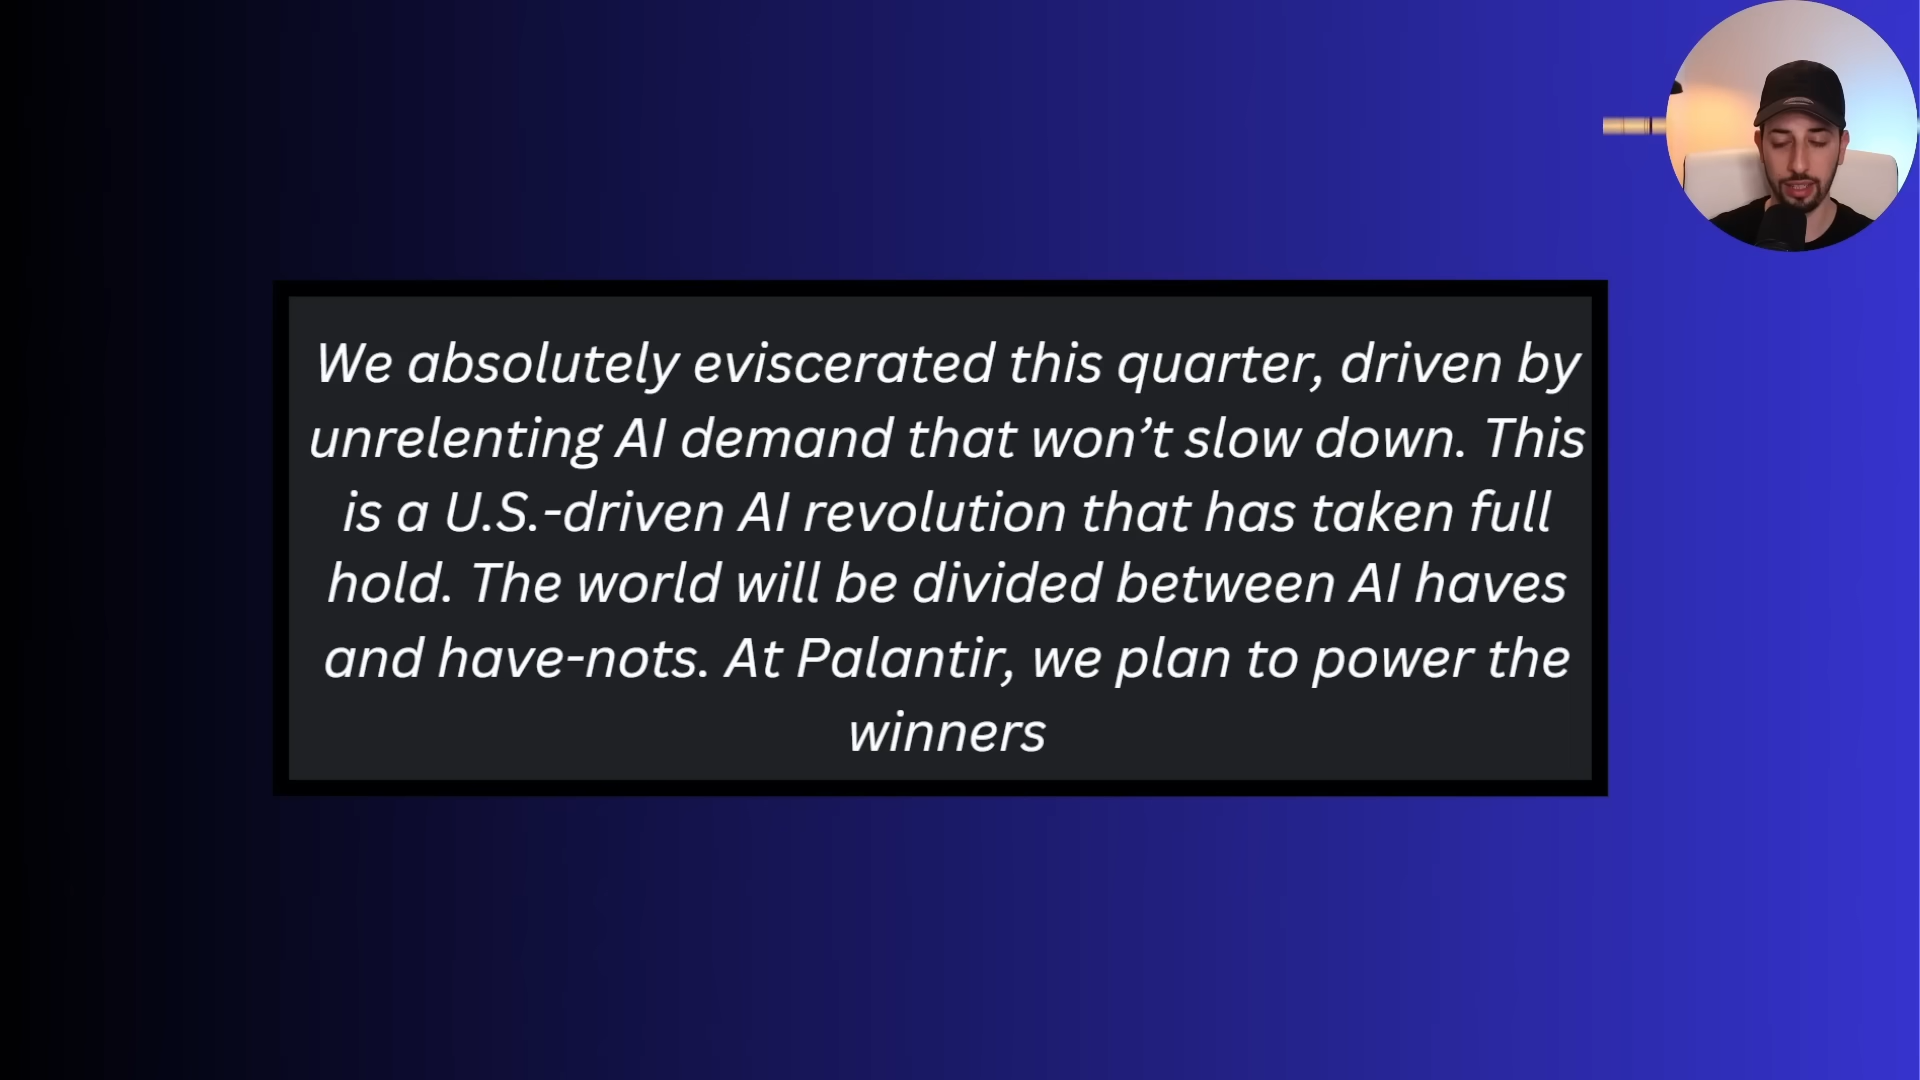 We absolutely eviscerated this quarter, driven by
unrelenting AI demand that won’t slow down. This
is a U.S.-driven AI revolution that has taken full
hold. The world will be divided between AI haves
and have-nots. At Palantir, we plan to power the
winners